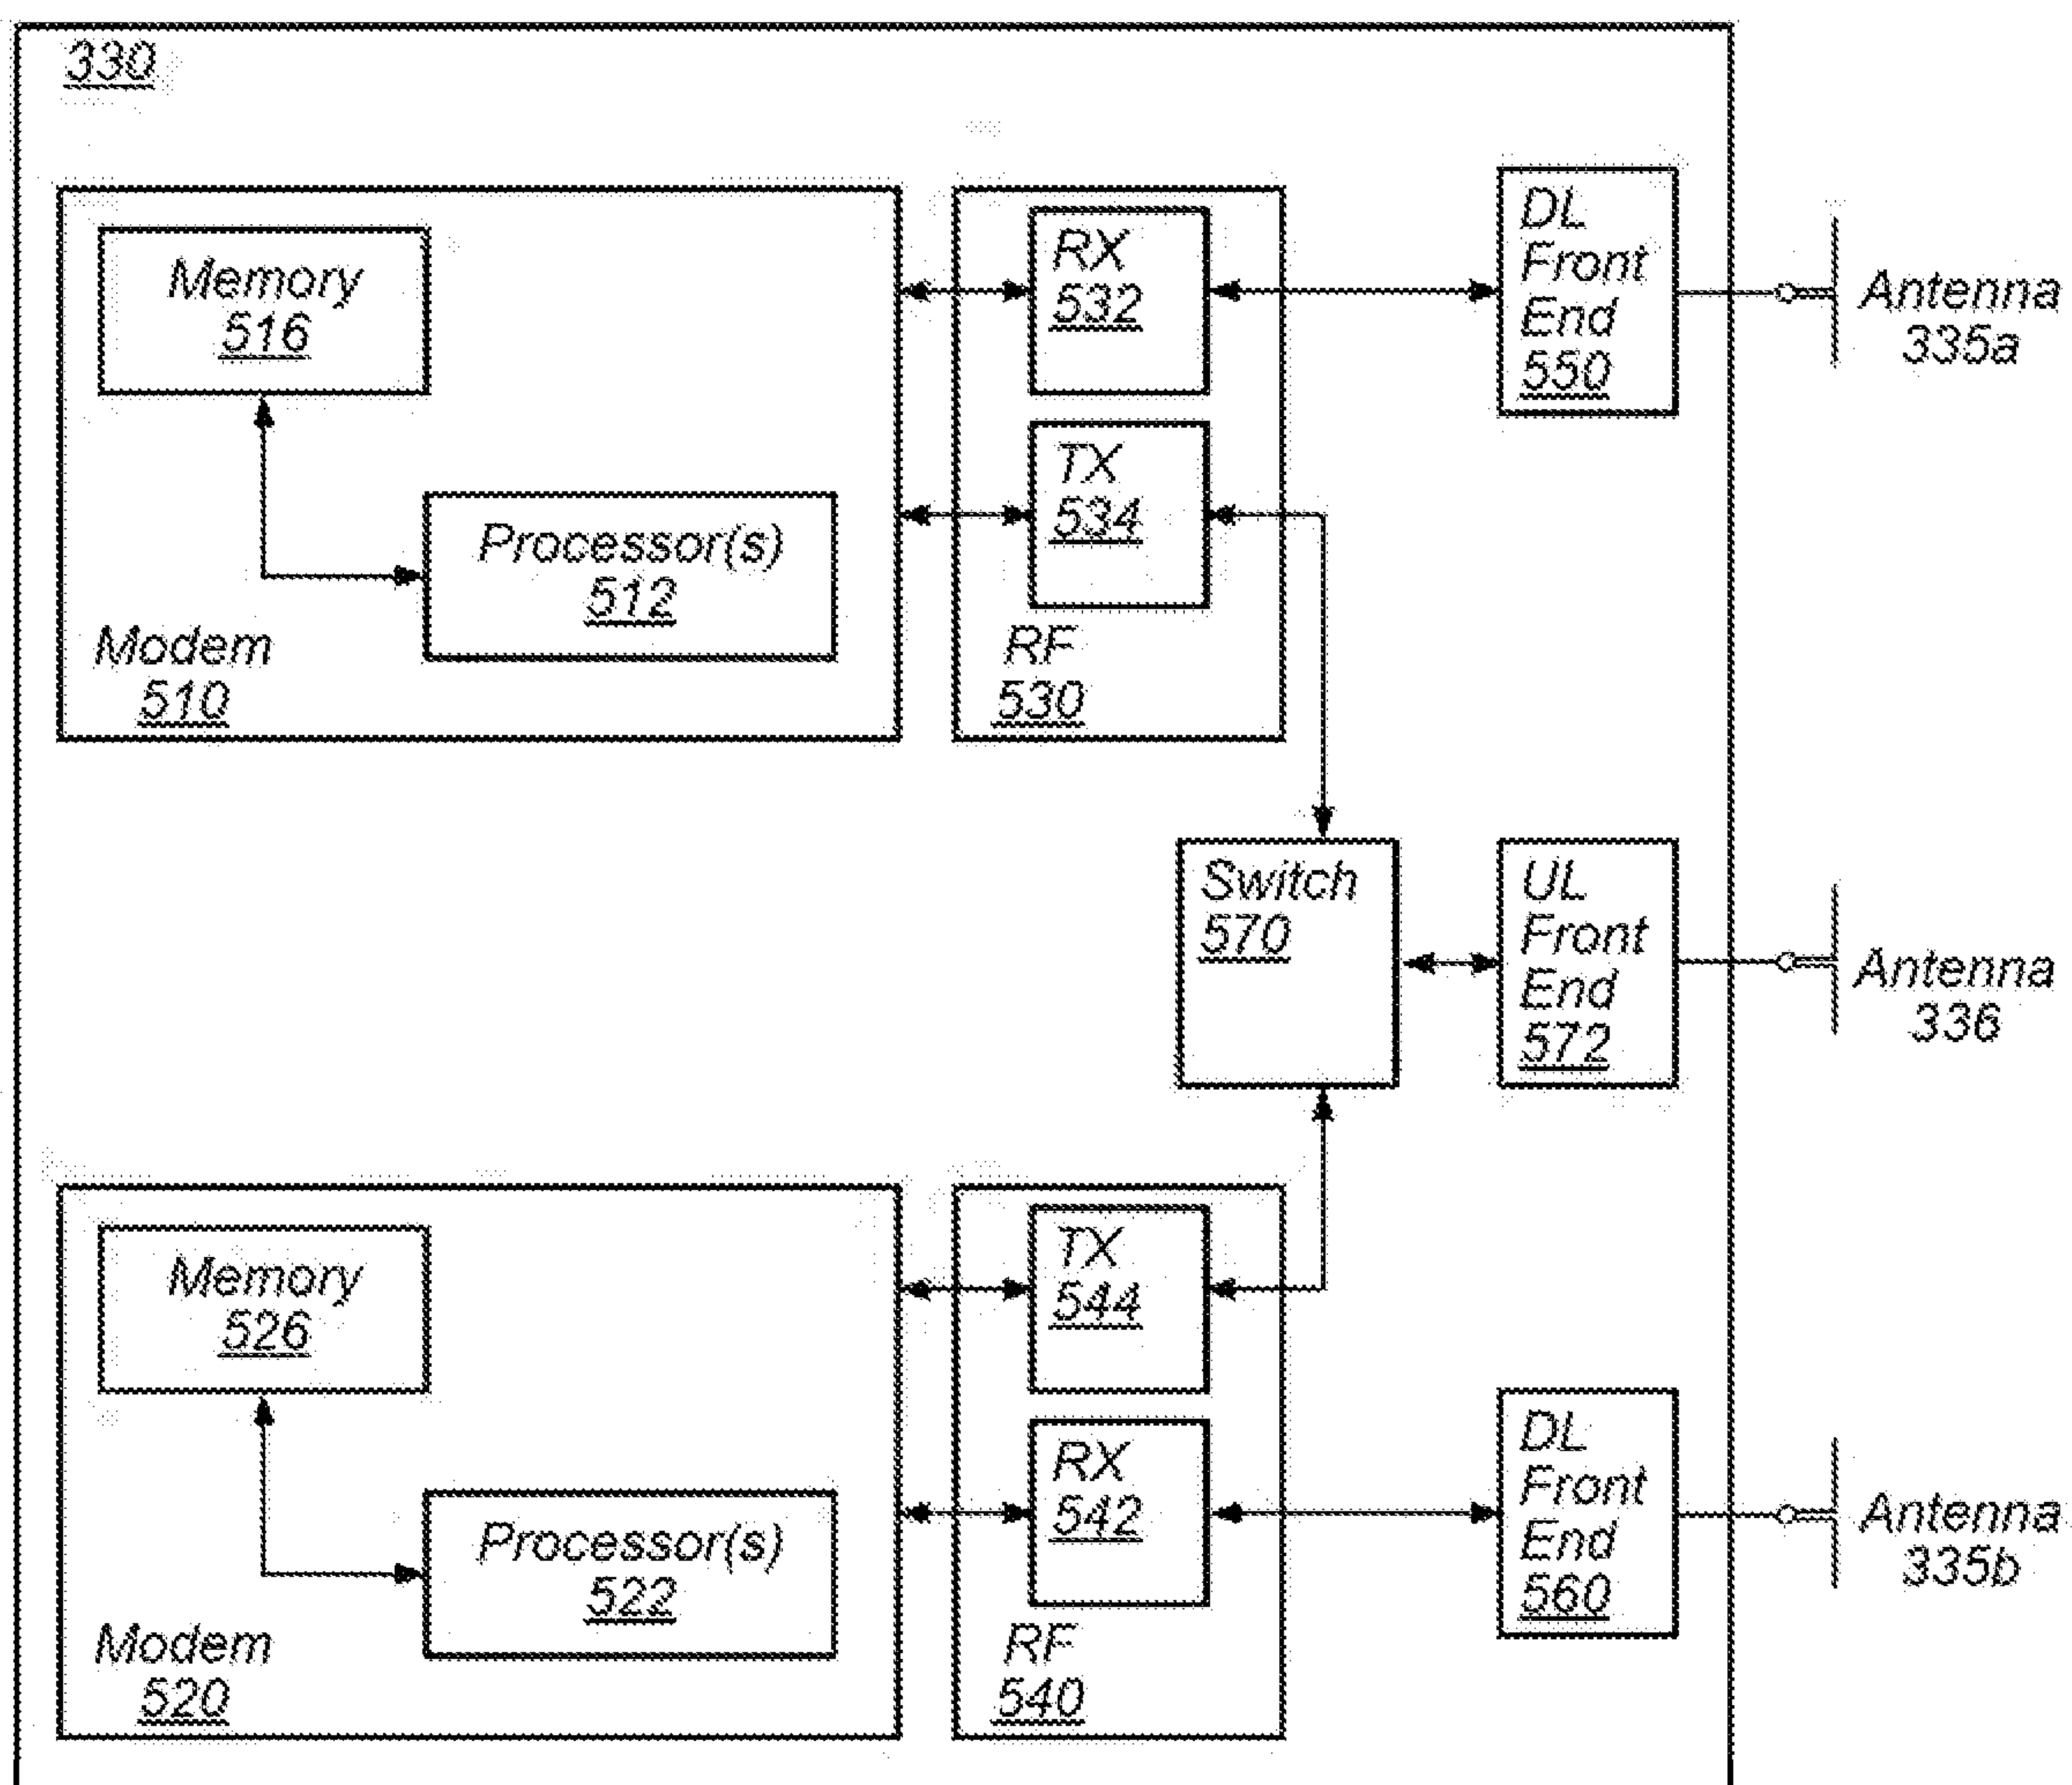 330
Memory
516
Processor(s)
512
Modem
510
RX
532
TX
534
RF
530
DL
Front
End
550
Antenna
335a
Switch
570
UL
Front
End
572
Antenna
336
Memory
526
Processor(s)
522
Modem
520
TX
544
RX
542
RF
540
DL
Front
End
560
Antenna
335b